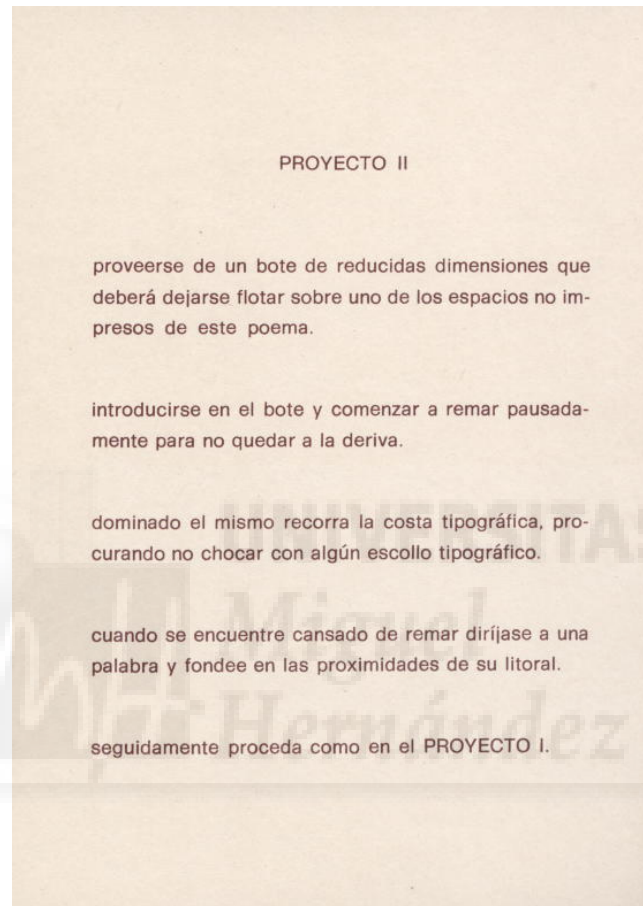 PROYECTO II
proveerse de un bote de reducidas dimensiones que
deberá dejarse flotar sobre uno de los espacios no im-
presos de este poema.
introducirse en el bote y comenzar a remar pausada-
mente para no quedar a la deriva.
dominado el mismo recorra la costa tipográfica, pro-
curando no chocar con algún escollo tipográfico.
cuando se encuentre cansado de remar diríjase a una
palabra y fondee en las proximidades de su litoral.
seguidamente proceda como en el PROYECTO I.
UNIVERSITAS
Miguel
Hernández